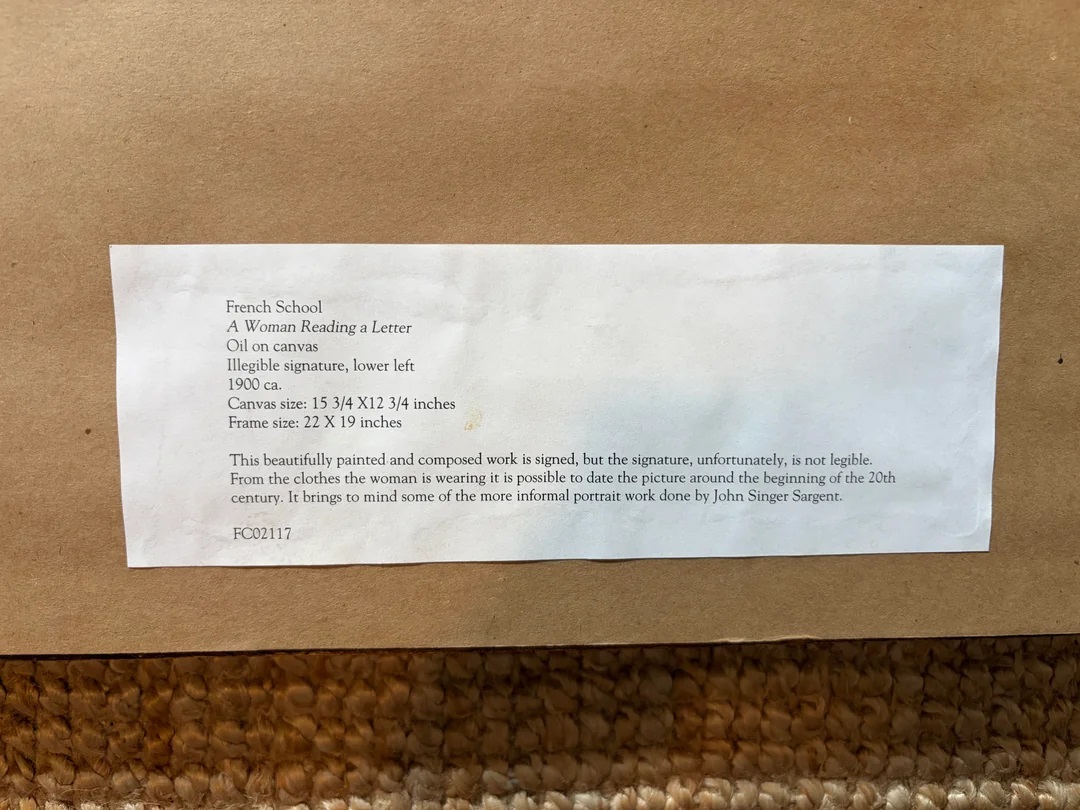 French School
A Woman Reading a Letter
Oil on canvas
Illegible signature, lower left
1900 ca.
Canvas size: 15 3/4 X12 3/4 inches
Frame size: 22 X 19 inches
This beautifully painted and composed work is signed, but the signature, unfortunately, is not legible.
From the clothes the woman is wearing it is possible to date the picture around the beginning of the 20th
century. It brings to mind some of the more informal portrait work done by John Singer Sargent.
FC02117